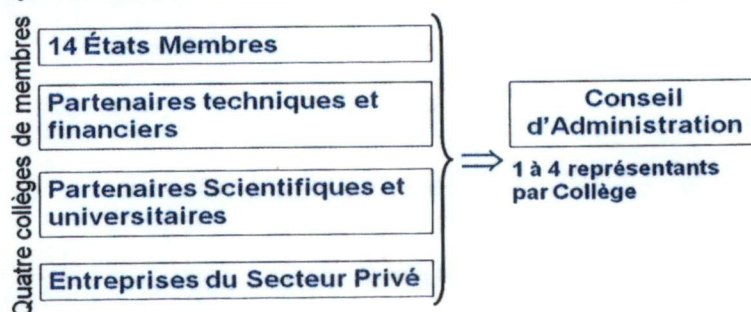 Quatre collèges de membres
14 États Membres
Partenaires techniques et
financiers
Partenaires Scientifiques et
universitaires
Entreprises du Secteur Privé
Conseil
d'Administration
1 à 4 représentants
par Collège